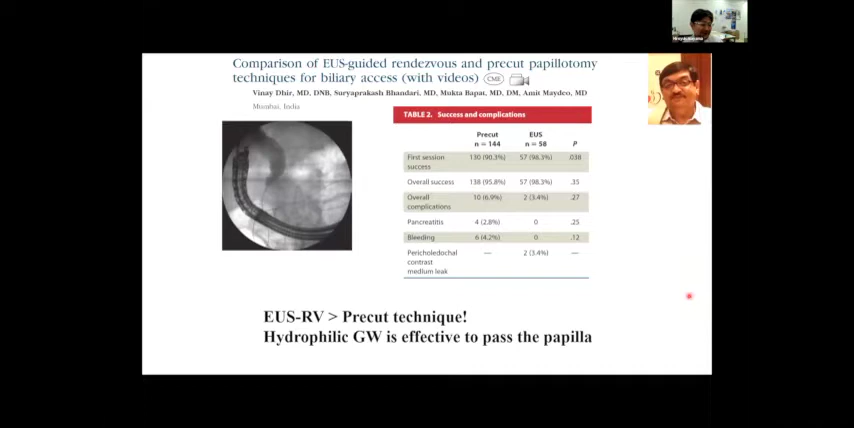 Comparison of EUS-guided rendezvous and precut papillotomy
techniques for biliary access (with videos) CME
Vinay Dhir, MD, DNB, Suryaprakash Bhandari, MD, Mukta Bapat, MD, DM, Amit Maydeo, MD
Mumbai, India
TABLE 2. Success and complications
Precut EUS
n = 144 n = 58 P
First session 130 (90.3%) 57 (98.3%) .038
success
Overall success 138 (95.8%) 57 (98.3%) .35
Overall 10 (6.9%) 2 (3.4%) .27
complications
Pancreatitis 4 (2.8%) 0 .25
Bleeding 6 (4.2%) 0 .12
Pericholedochal — 2 (3.4%) —
contrast
medium leak
EUS-RV > Precut technique!
Hydrophilic GW is effective to pass the papilla